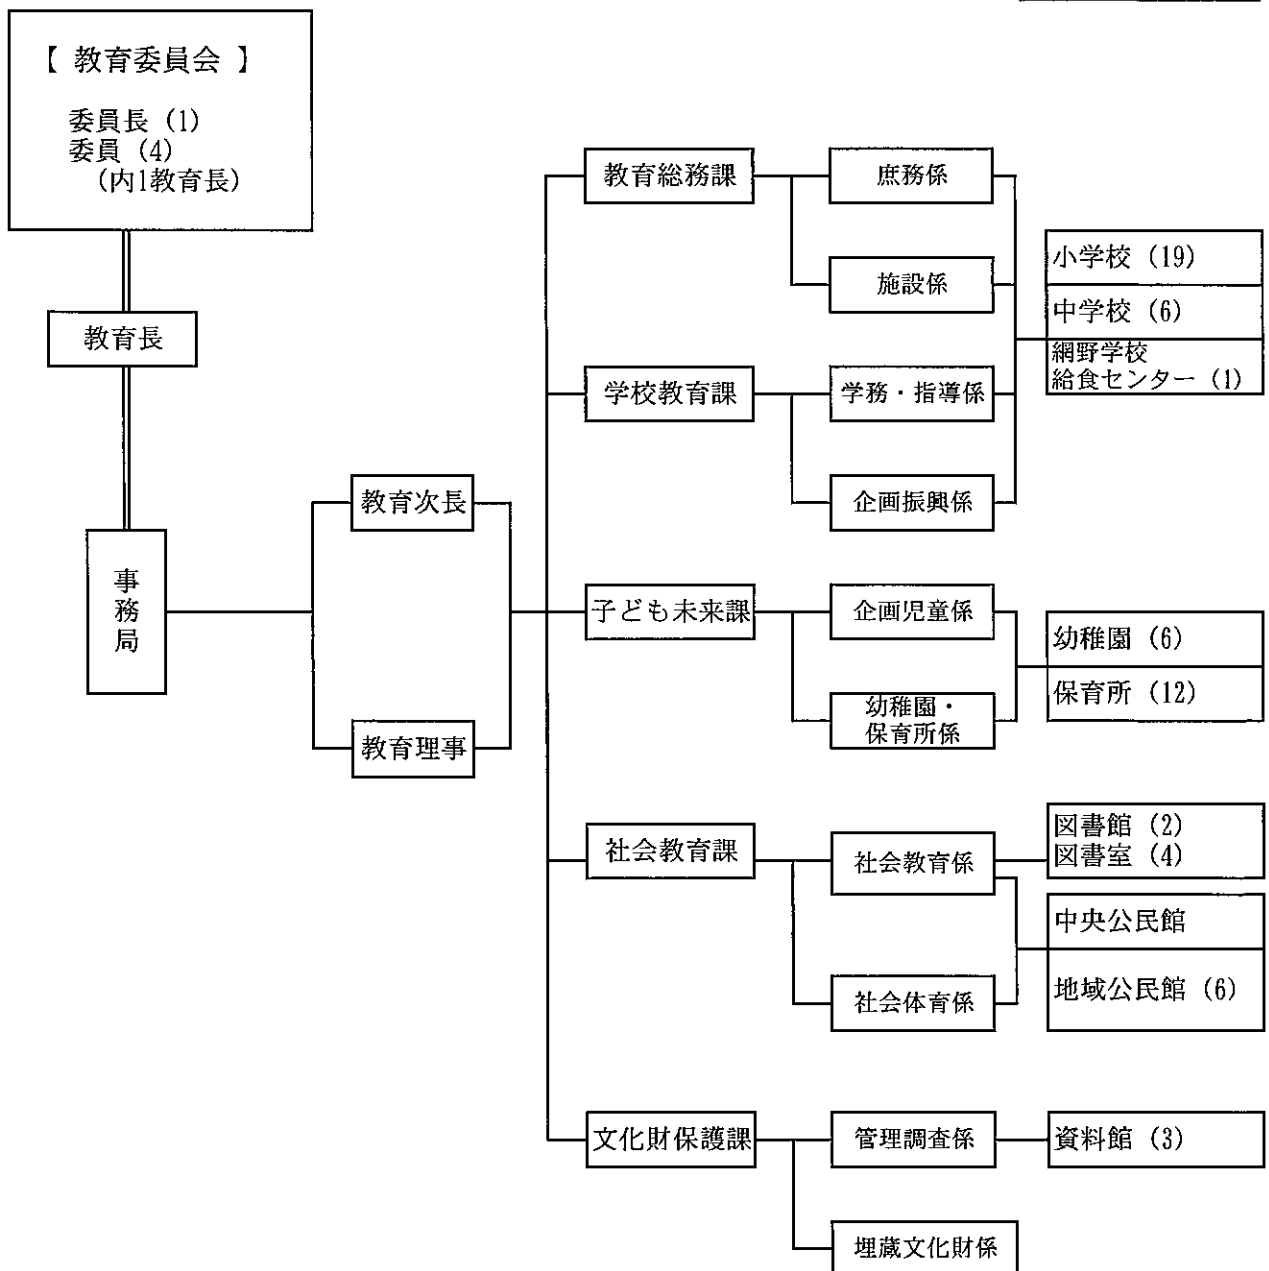 【 教育委員会 】
委員長 (1)
委員 (4)
(内1教育長)
教育長
事務局
教育次長
教育理事
教育総務課
庶務係
施設係
学校教育課
学務・指導係
企画振興係
小学校 (19)
中学校 (6)
網野学校
給食センター (1)
子ども未来課
企画児童係
幼稚園・
保育所係
幼稚園 (6)
保育所 (12)
社会教育課
社会教育係
社会体育係
図書館 (2)
図書室 (4)
中央公民館
地域公民館 (6)
文化財保護課
管理調査係
資料館 (3)
埋蔵文化財係